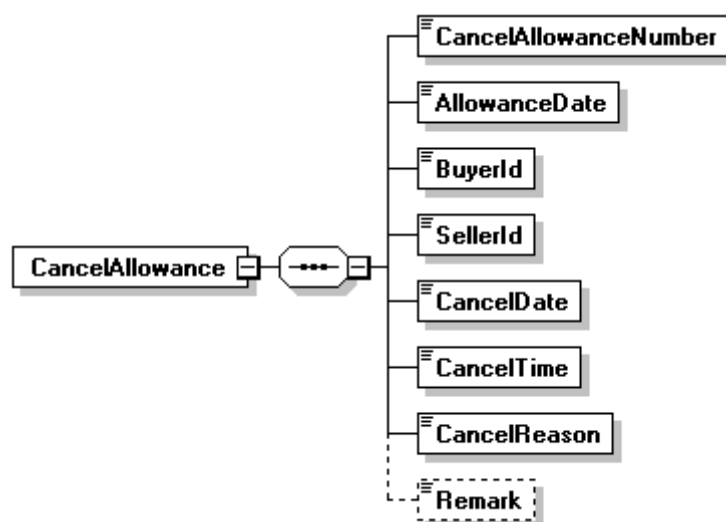 CancelAllowanceNumber
AllowanceDate
BuyerId
SellerId
CancelAllowance
CancelDate
CancelTime
CancelReason
Remark